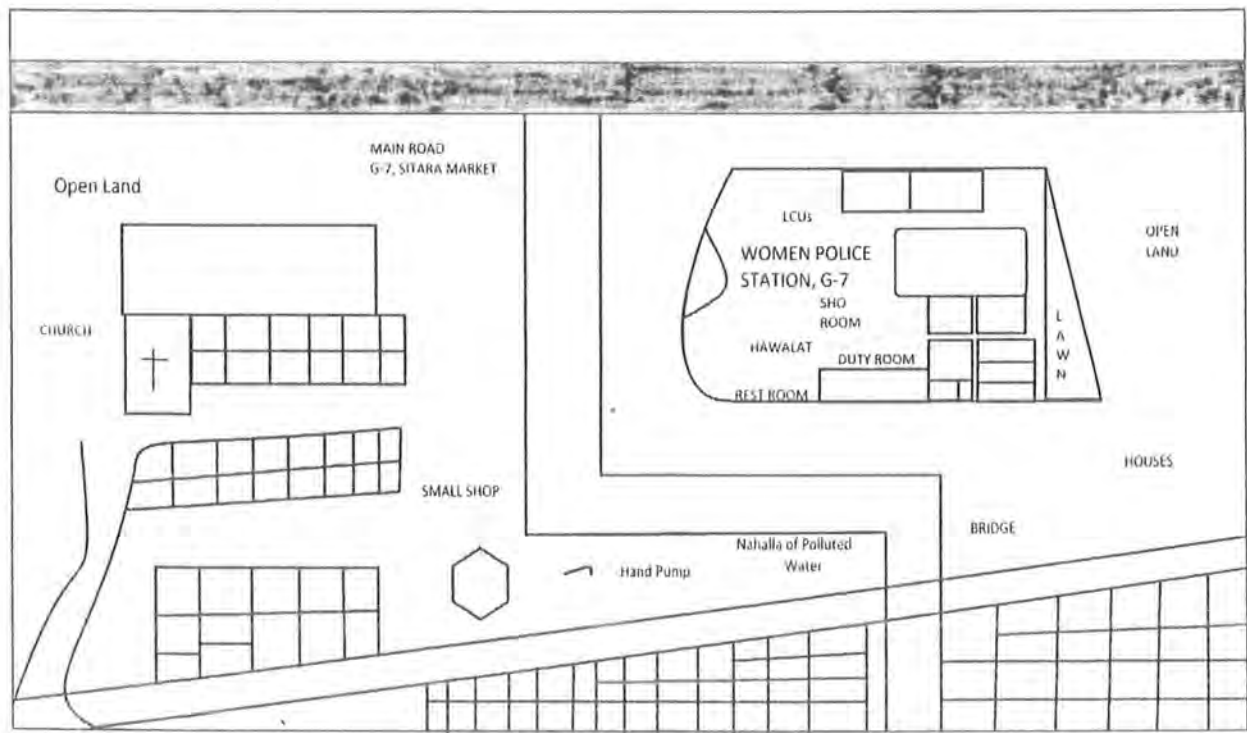 MAIN ROAD
G-7, SITARA MARKET
Open Land
LCUs
OPEN
LAND
WOMEN POLICE
STATION, G-7
SHO
ROOM
CHURCH
HAWALAT
DUTY ROOM
LAWN
REST ROOM
HOUSES
SMALL SHOP
BRIDGE
Nahalla of Polluted
Water
Hand Pump